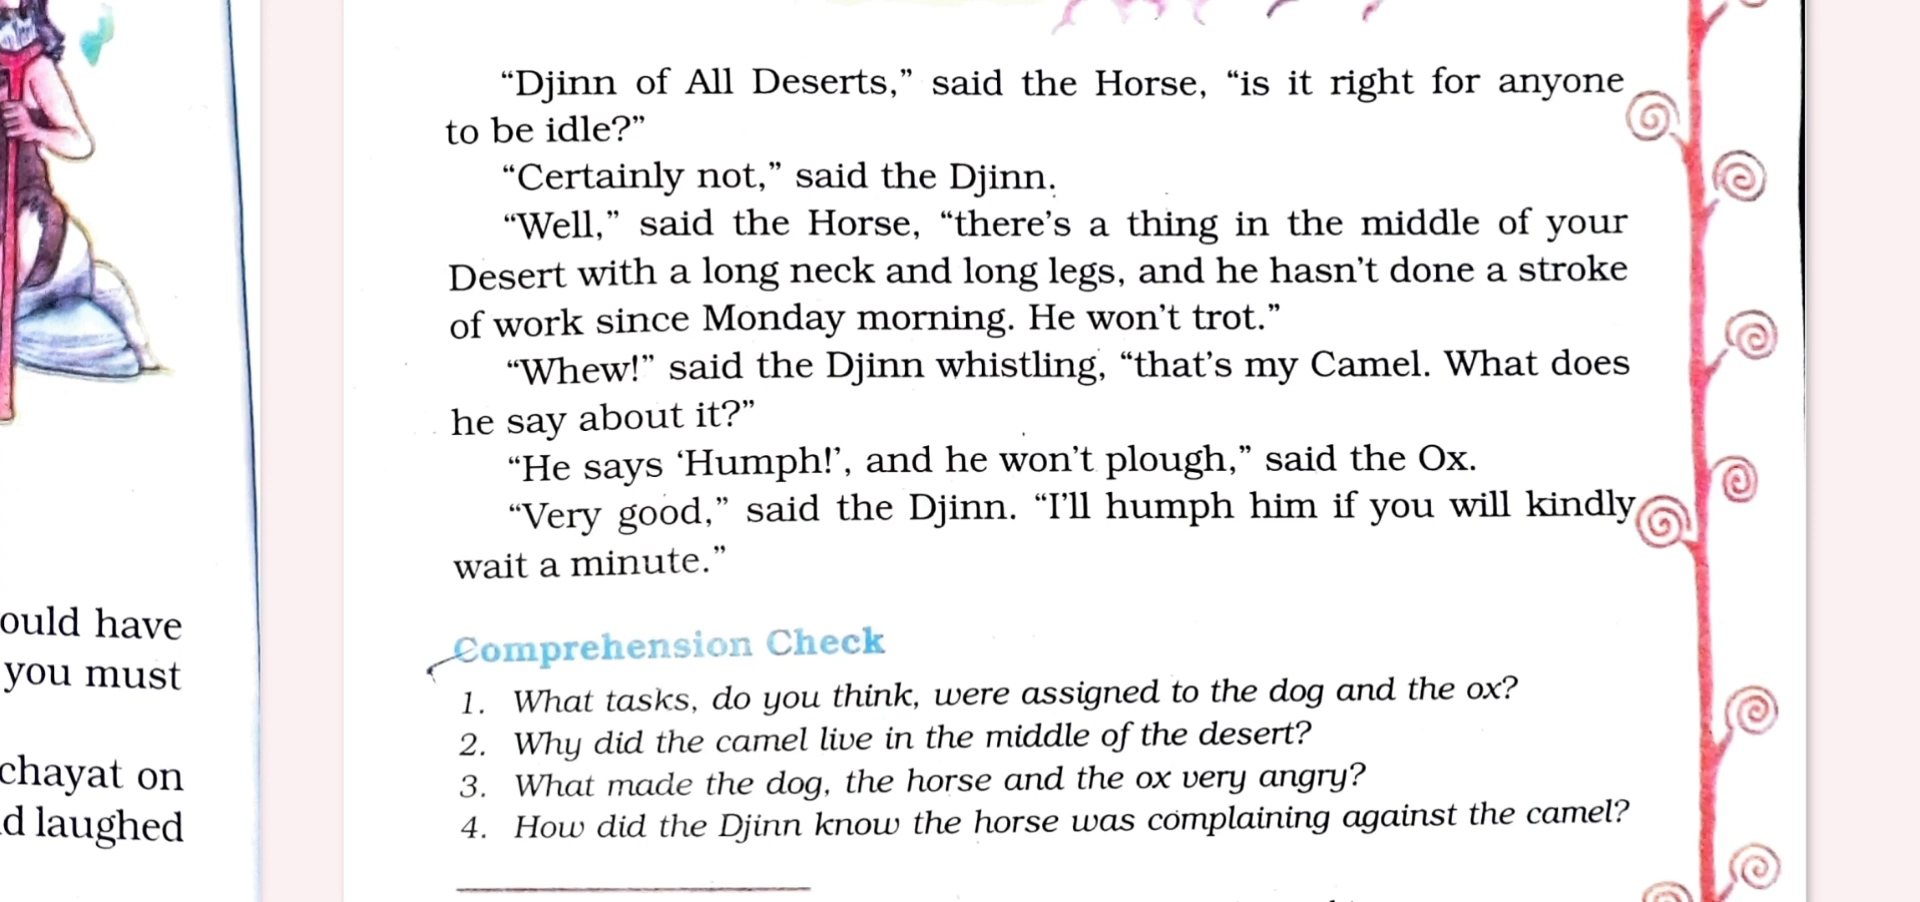 “Djinn of All Deserts,” said the Horse, “is it right for anyone
to be idle?”
“Certainly not,” said the Djinn.
“Well,” said the Horse, “there’s a thing in the middle of your
Desert with a long neck and long legs, and he hasn’t done a stroke
of work since Monday morning. He won’t trot.”
“Whew!” said the Djinn whistling, “that’s my Camel. What does
he say about it?”
“He says ‘Humph!’, and he won’t plough,” said the Ox.
“Very good,” said the Djinn. “I’ll humph him if you will kindly
wait a minute.”
Comprehension Check
1. What tasks, do you think, were assigned to the dog and the ox?
2. Why did the camel live in the middle of the desert?
3. What made the dog, the horse and the ox very angry?
4. How did the Djinn know the horse was complaining against the camel?
ould have
you must
chayat on
d laughed